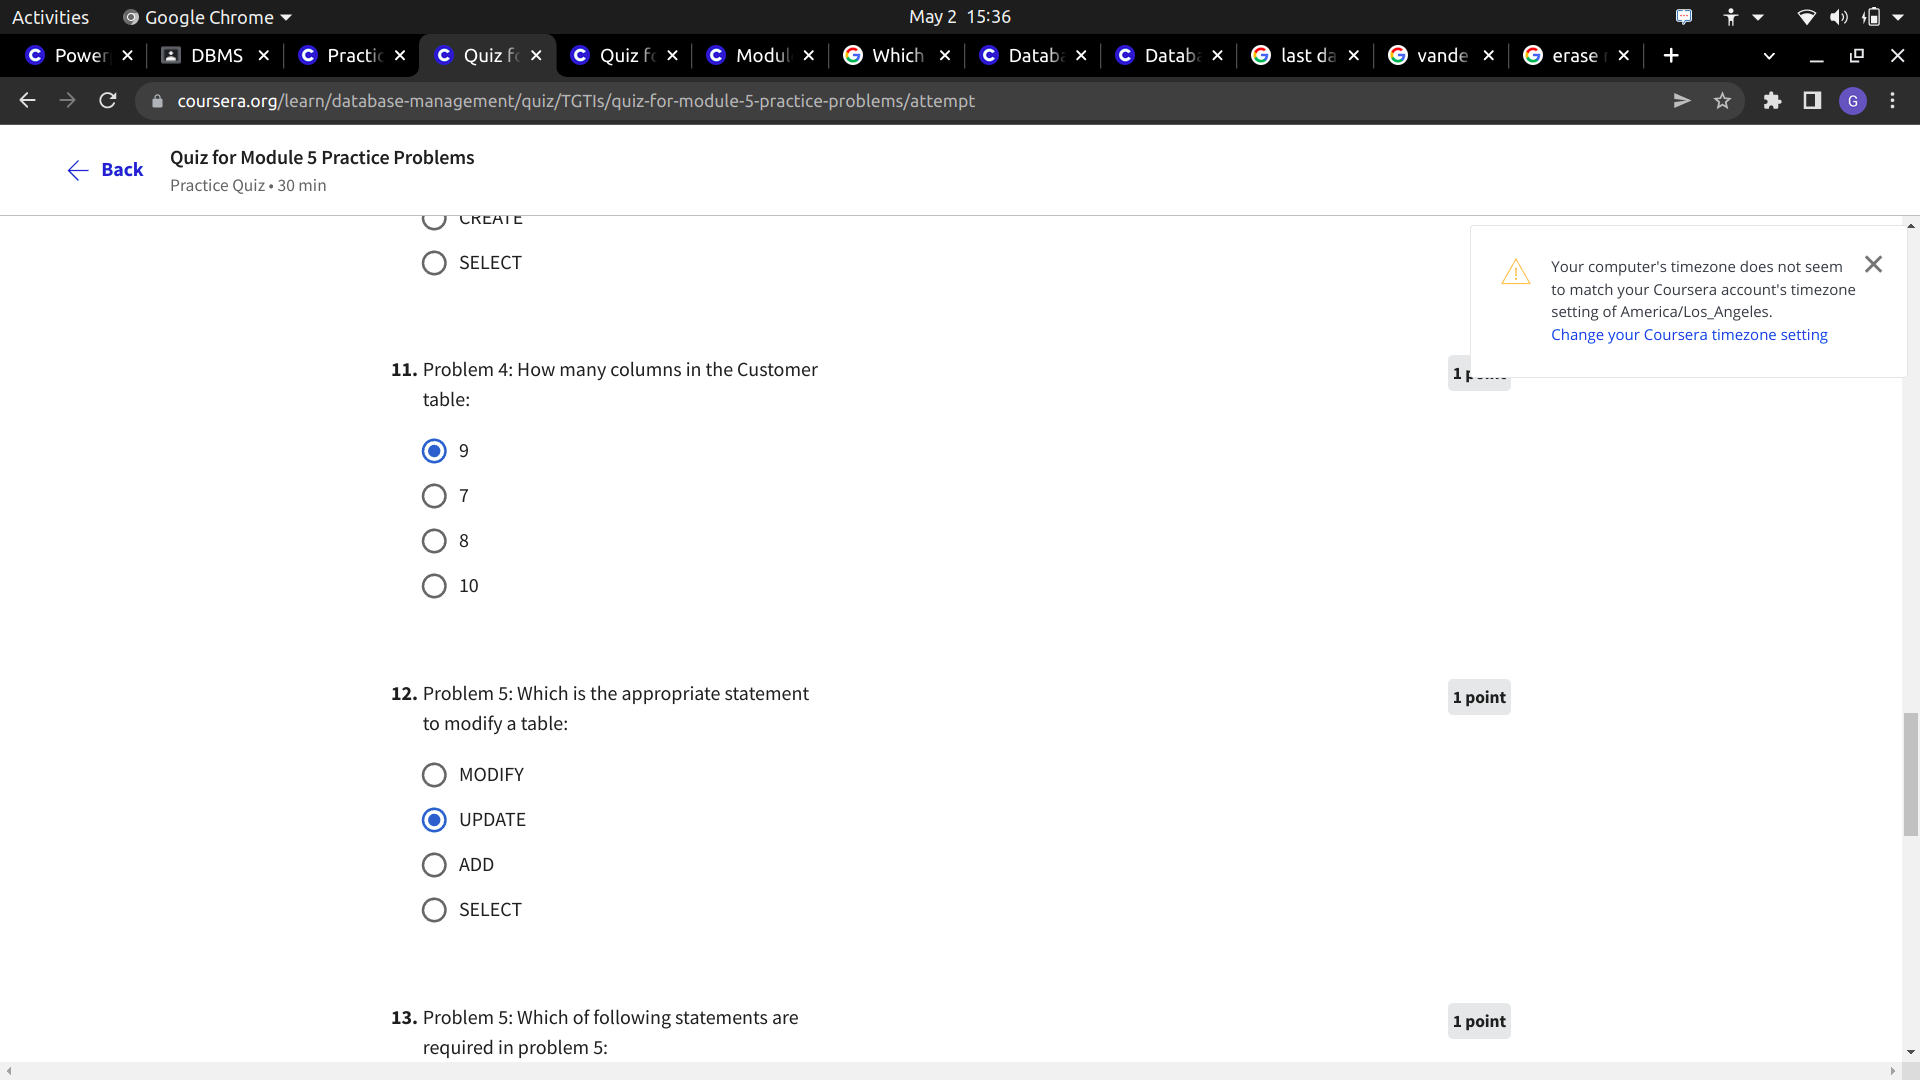 Activities
Google Chrome
May 2 15:36
Power
DBMS
Practic
Quiz fo
Quiz fo
Modul
Which
Databa
Databa
last da
vande
erase
coursera.org/learn/database-management/quiz/TGTIs/quiz-for-module-5-practice-problems/attempt
G
Back
Quiz for Module 5 Practice Problems
Practice Quiz • 30 min
CREATE
SELECT
Your computer's timezone does not seem
to match your Coursera account's timezone
setting of America/Los_Angeles.
Change your Coursera timezone setting
11. Problem 4: How many columns in the Customer
table:
1 point
9
7
8
10
12. Problem 5: Which is the appropriate statement
to modify a table:
1 point
MODIFY
UPDATE
ADD
SELECT
13. Problem 5: Which of following statements are
required in problem 5:
1 point